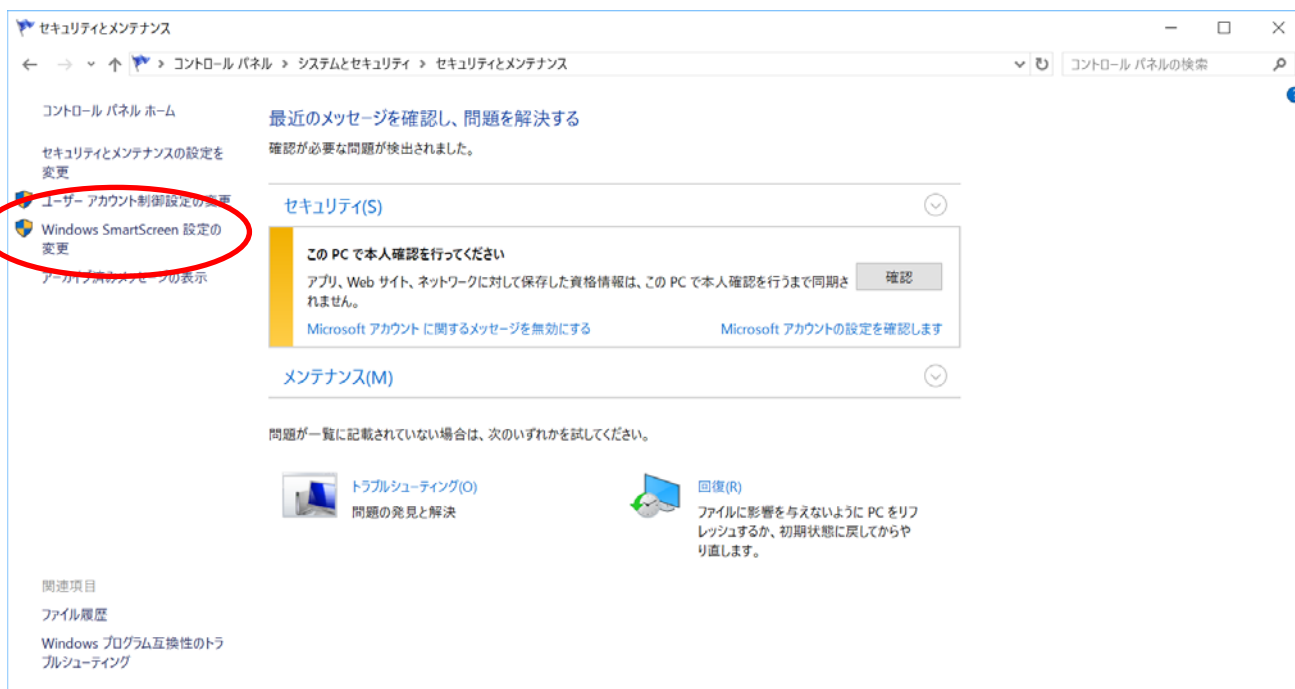 セキュリティとメンテナンス
コントロール パネル > システムとセキュリティ > セキュリティとメンテナンス
コントロール パネルの検索
コントロール パネル ホーム
セキュリティとメンテナンスの設定を
変更
ユーザー アカウント制御設定の変更
Windows SmartScreen 設定の
変更
アーカイブ済みメッセージの表示
最近のメッセージを確認し、問題を解決する
確認が必要な問題が検出されました。
セキュリティ(S)
この PC で本人確認を行ってください
アプリ、Web サイト、ネットワークに対して保存した資格情報は、この PC で本人確認を行うまで同期さ
れません。
確認
Microsoft アカウント に関するメッセージを無効にする
Microsoft アカウントの設定を確認します
メンテナンス(M)
問題が一覧に記載されていない場合は、次のいずれかを試してください。
トラブルシューティング(O)
問題の発見と解決
回復(R)
ファイルに影響を与えないように PC をリフ
レッシュするか、初期状態に戻してからや
り直します。
関連項目
ファイル履歴
Windows プログラム互換性のトラ
ブルシューティング